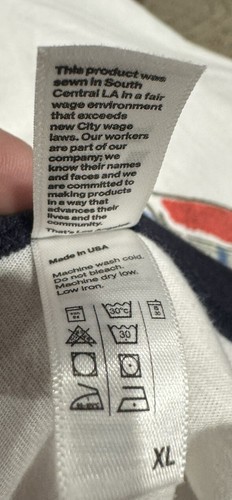 This product was
sewn in South
Central LA in a fair
wage environment
that exceeds
new City wage
laws. Our workers
are part of our
company; we
know their names
and faces and we
are committed to
making products
in a way that
advances their
lives and the
community.
Made in USA
Machine wash cold.
Do not bleach.
Machine dry low.
Low iron.
30°C
30
XL